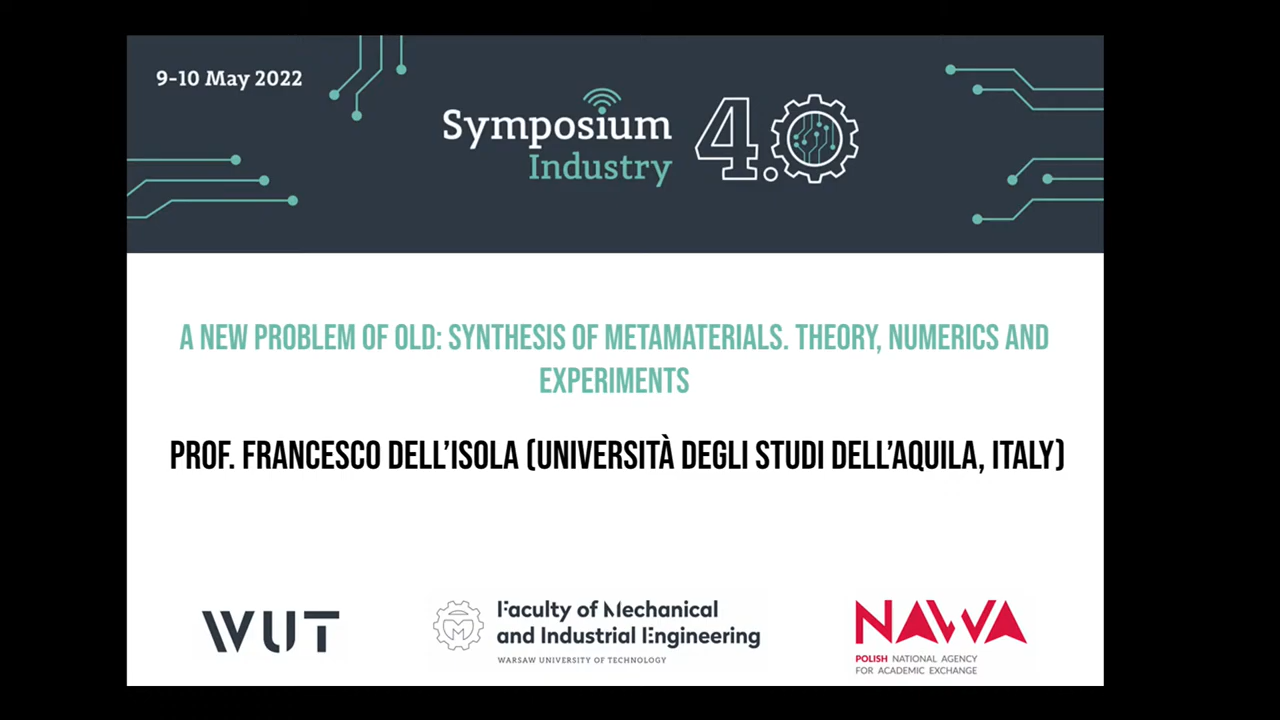 9-10 May 2022
Symposium
Industry
4.0
A NEW PROBLEM OF OLD: SYNTHESIS OF METAMATERIALS. THEORY, NUMERICS AND
EXPERIMENTS
PROF. FRANCESCO DELL'ISOLA (UNIVERSITÀ DEGLI STUDI DELL'AQUILA, ITALY)
WUT
Faculty of Mechanical
and Industrial Engineering
WARSAW UNIVERSITY OF TECHNOLOGY
NAWA
POLISH NATIONAL AGENCY
FOR ACADEMIC EXCHANGE